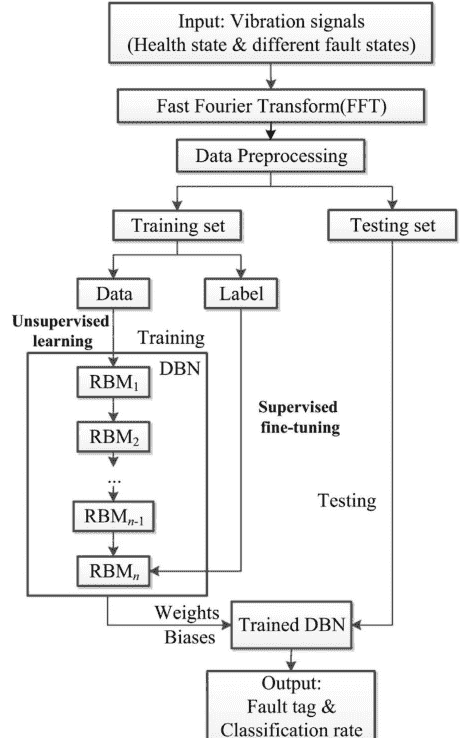 Input: Vibration signals
(Health state & different fault states)
Fast Fourier Transform(FFT)
Data Preprocessing
Training set
Testing set
Data
Label
Unsupervised
learning
Training
DBN
RBM₁
RBM₂
...
RBMₙ₋₁
RBMₙ
Supervised
fine-tuning
Testing
Weights
Biases
Trained DBN
Output:
Fault tag &
Classification rate